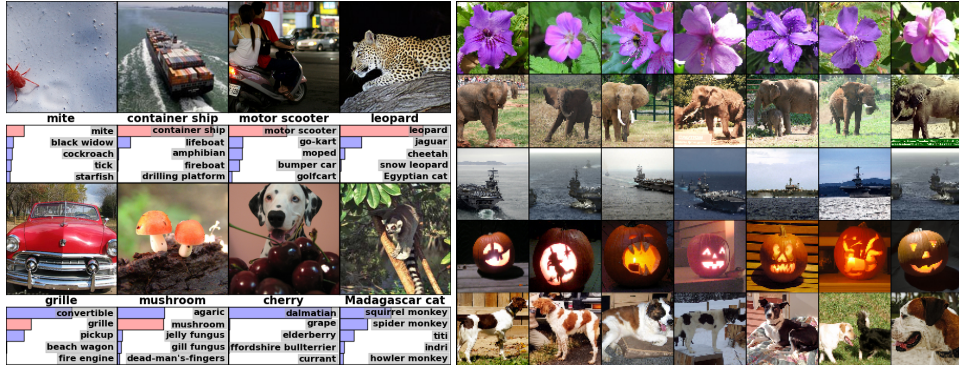 mite
container ship
motor scooter
leopard
mite
black widow
cockroach
tick
starfish
container ship
lifeboat
amphibian
fireboat
drilling platform
motor scooter
go-kart
moped
bumper car
golfcart
leopard
jaguar
cheetah
snow leopard
Egyptian cat
grille
mushroom
cherry
Madagascar cat
convertible
grille
pickup
beach wagon
fire engine
agaric
mushroom
jelly fungus
gill fungus
dead-man's-fingers
dalmatian
grape
elderberry
ffordshire bullterrier
currant
squirrel monkey
spider monkey
titi
indri
howler monkey